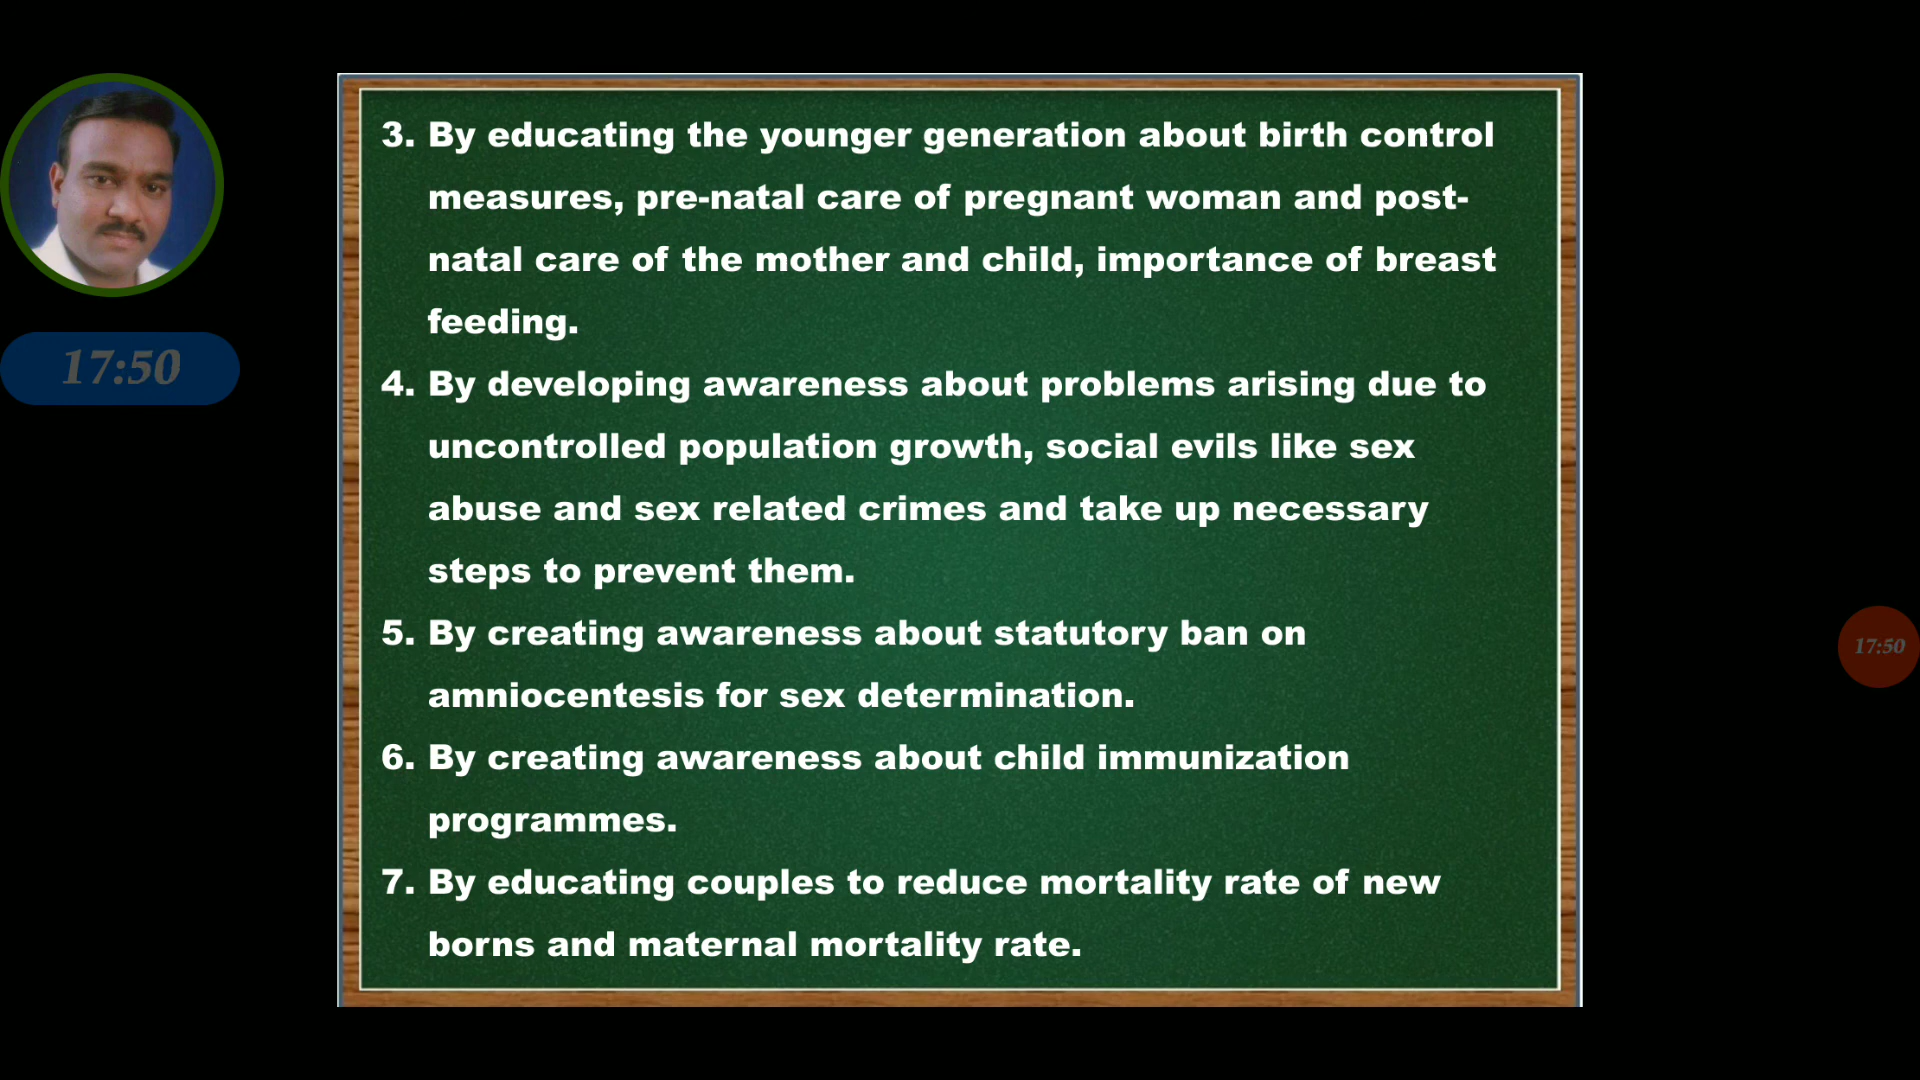 3. By educating the younger generation about birth control
measures, pre-natal care of pregnant woman and post-
natal care of the mother and child, importance of breast
feeding.
4. By developing awareness about problems arising due to
uncontrolled population growth, social evils like sex
abuse and sex related crimes and take up necessary
steps to prevent them.
5. By creating awareness about statutory ban on
amniocentesis for sex determination.
6. By creating awareness about child immunization
programmes.
7. By educating couples to reduce mortality rate of new
borns and maternal mortality rate.
17:50
17:50